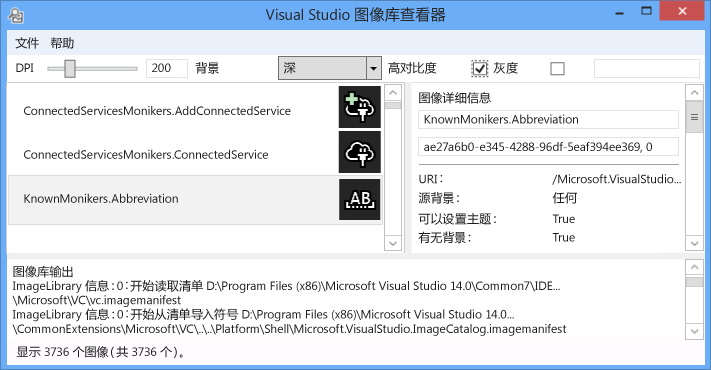 Visual Studio 图像库查看器
文件 帮助
DPI 200 背景 深 高对比度 灰度
ConnectedServicesMonikers.AddConnectedService
ConnectedServicesMonikers.ConnectedService
KnownMonikers.Abbreviation
AB
图像详细信息
KnownMonikers.Abbreviation
ae27a6b0-e345-4288-96df-5eaf394ee369, 0
URI： /Microsoft.VisualStudio...
源背景： 任何
可以设置主题： True
有无背景： True
图像库输出
ImageLibrary 信息：0：开始读取清单 D:\Program Files (x86)\Microsoft Visual Studio 14.0\Common7\IDE...
\Microsoft\VC\vc.imagemanifest
ImageLibrary 信息：0：开始从清单导入符号 D:\Program Files (x86)\Microsoft Visual Studio 14.0...
\CommonExtensions\Microsoft\VC\..\..\Platform\Shell\Microsoft.VisualStudio.ImageCatalog.imagemanifest
显示 3736 个图像（共 3736 个）。